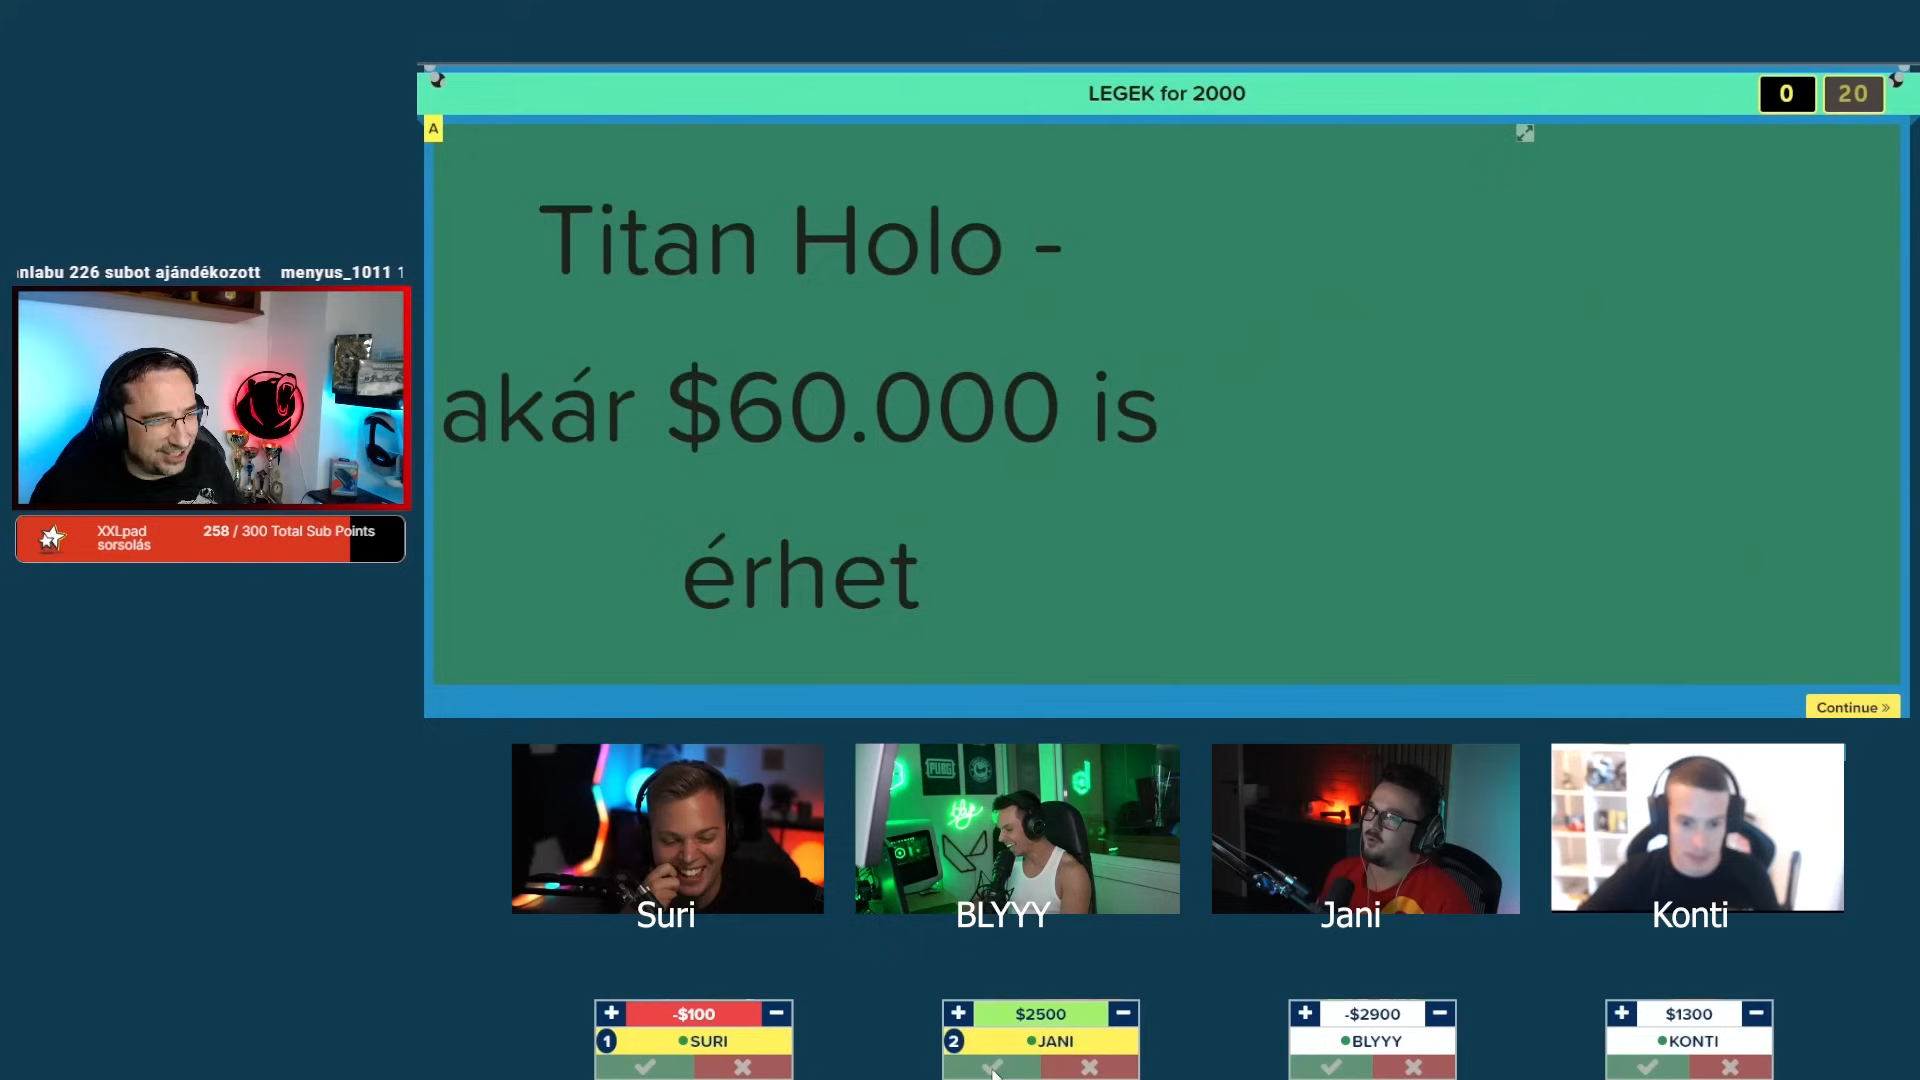 LEGEK for 2000
0
20
A
Titan Holo -
akár $60.000 is
érhet
Continue »
nlabu 226 subot ajándékozott menyus_1011 1
XXLpad
sorsolás
258 / 300 Total Sub Points
PUBG
Suri
BLYYY
Jani
Konti
+ -$100 −
1 SURI
+ $2500 −
2 JANI
+ -$2900 −
BLYYY
+ $1300 −
KONTI